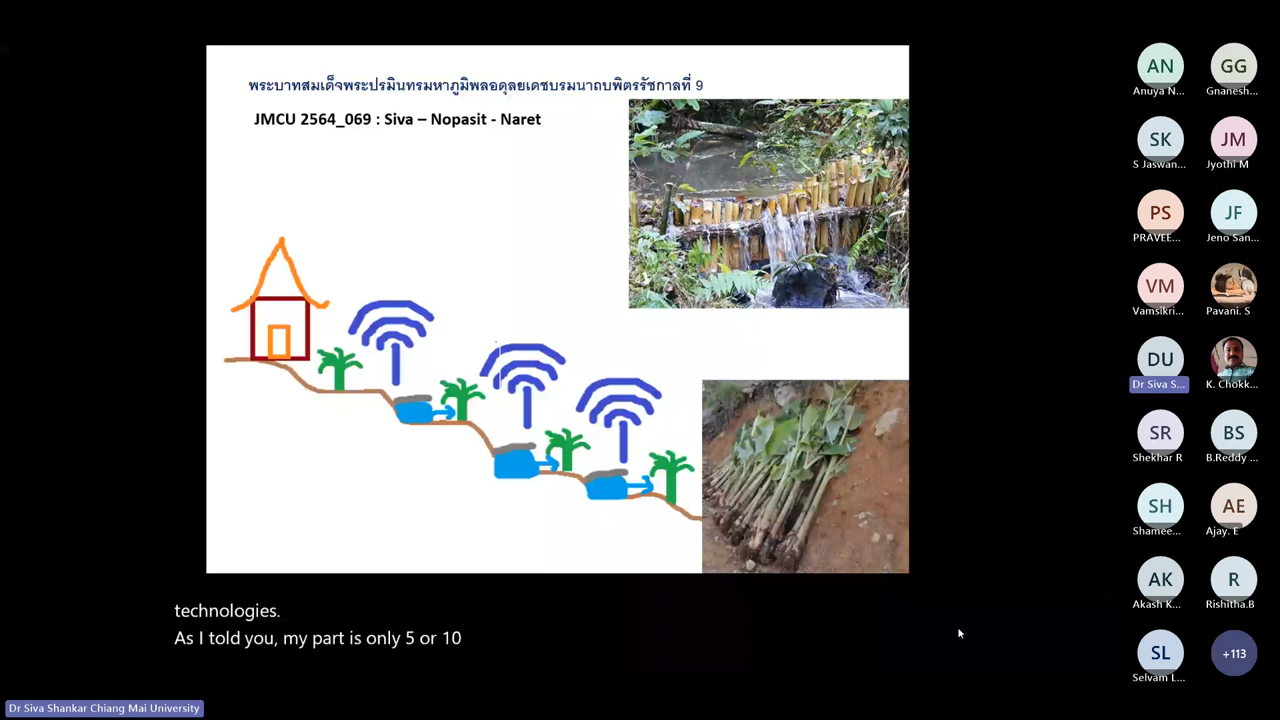 พระบาทสมเด็จพระปรมินทรมหาภูมิพลอดุลยเดชบรมนาถบพิตรรัชกาลที่ 9
JMCU 2564_069 : Siva – Nopasit - Naret
AN
GG
Anuya N...
Gnanesh...
SK
JM
S Jaswan...
Jyothi M
PS
JF
PRAVEE...
Jeno San...
VM
Vamsikri...
Pavani. S
DU
Dr Siva S...
K. Chokk...
SR
BS
Shekhar R
B.Reddy ...
SH
AE
Shamee...
Ajay. E
AK
R
Akash K...
Rishitha.B
SL
+113
Selvam L...
technologies.
As I told you, my part is only 5 or 10
Dr Siva Shankar Chiang Mai University